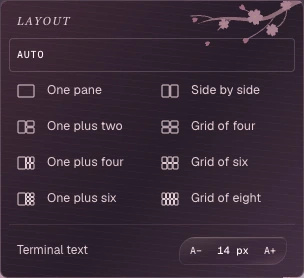 LAYOUT
AUTO
One pane Side by side
One plus two Grid of four
One plus four Grid of six
One plus six Grid of eight
Terminal text A− 14 px A+